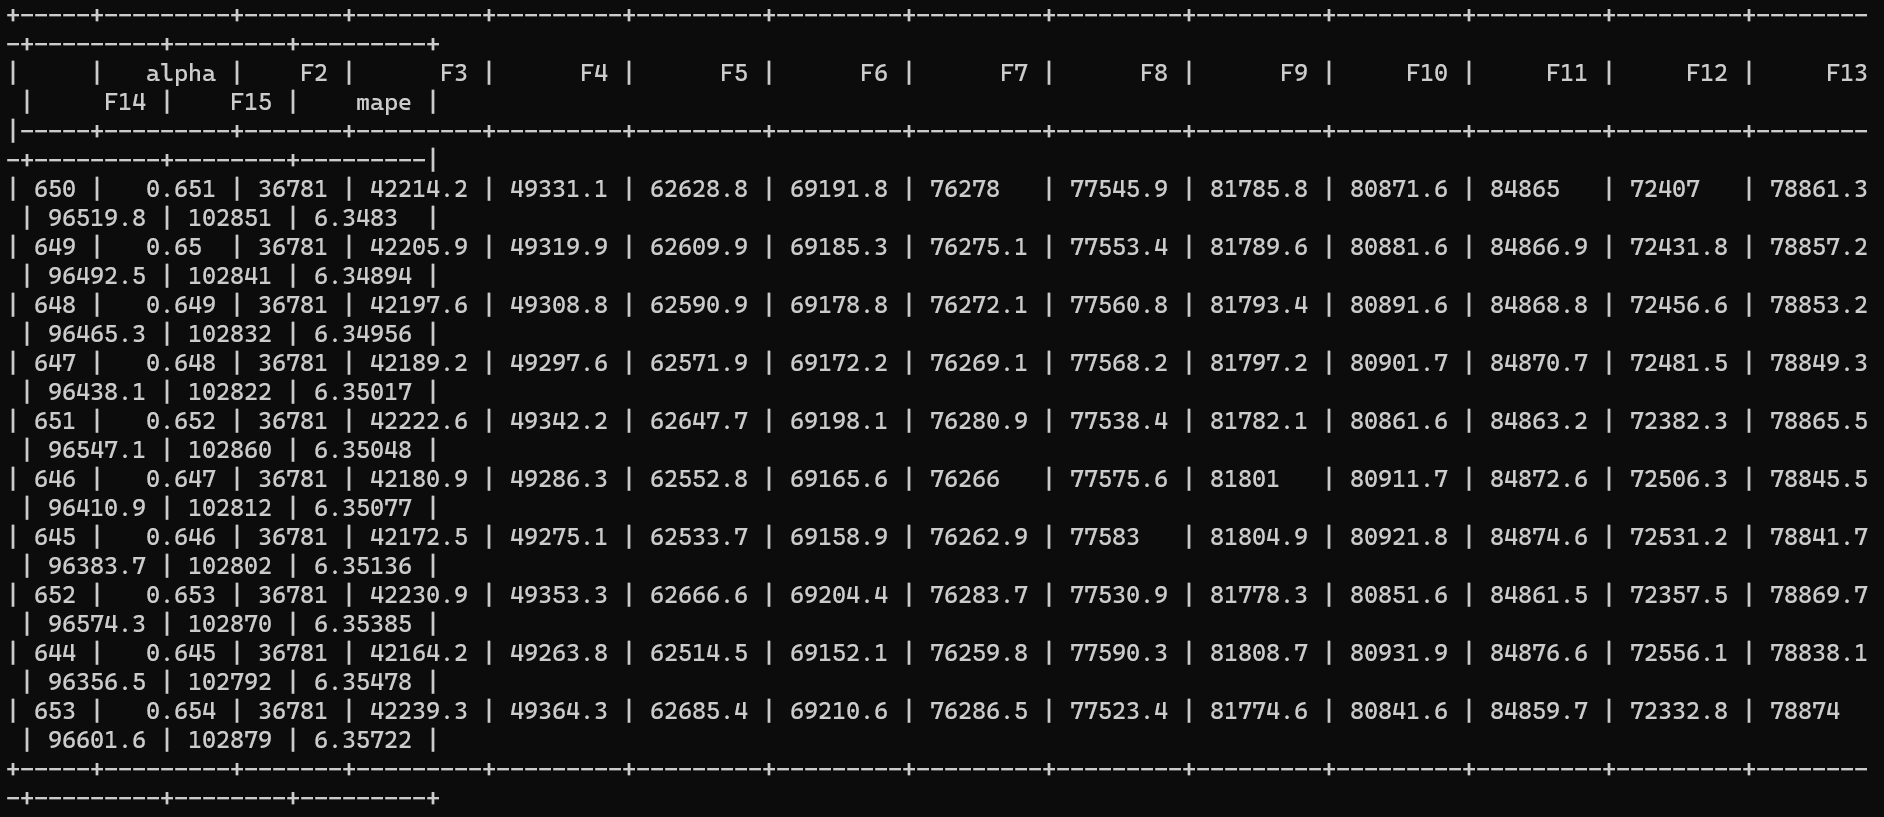 +-----+---------+-------+---------+---------+---------+---------+---------+---------+---------+---------+---------+---------+--------
-+---------+--------+---------+
|     |   alpha |    F2 |      F3 |      F4 |      F5 |      F6 |      F7 |      F8 |      F9 |     F10 |     F11 |     F12 |     F13
 |     F14 |    F15 |    mape |
|-----+---------+-------+---------+---------+---------+---------+---------+---------+---------+---------+---------+---------+--------
-+---------+--------+---------|
| 650 |   0.651 | 36781 | 42214.2 | 49331.1 | 62628.8 | 69191.8 | 76278   | 77545.9 | 81785.8 | 80871.6 | 84865   | 72407   | 78861.3
 | 96519.8 | 102851 | 6.3483  |
| 649 |   0.65  | 36781 | 42205.9 | 49319.9 | 62609.9 | 69185.3 | 76275.1 | 77553.4 | 81789.6 | 80881.6 | 84866.9 | 72431.8 | 78857.2
 | 96492.5 | 102841 | 6.34894 |
| 648 |   0.649 | 36781 | 42197.6 | 49308.8 | 62590.9 | 69178.8 | 76272.1 | 77560.8 | 81793.4 | 80891.6 | 84868.8 | 72456.6 | 78853.2
 | 96465.3 | 102832 | 6.34956 |
| 647 |   0.648 | 36781 | 42189.2 | 49297.6 | 62571.9 | 69172.2 | 76269.1 | 77568.2 | 81797.2 | 80901.7 | 84870.7 | 72481.5 | 78849.3
 | 96438.1 | 102822 | 6.35017 |
| 651 |   0.652 | 36781 | 42222.6 | 49342.2 | 62647.7 | 69198.1 | 76280.9 | 77538.4 | 81782.1 | 80861.6 | 84863.2 | 72382.3 | 78865.5
 | 96547.1 | 102860 | 6.35048 |
| 646 |   0.647 | 36781 | 42180.9 | 49286.3 | 62552.8 | 69165.6 | 76266   | 77575.6 | 81801   | 80911.7 | 84872.6 | 72506.3 | 78845.5
 | 96410.9 | 102812 | 6.35077 |
| 645 |   0.646 | 36781 | 42172.5 | 49275.1 | 62533.7 | 69158.9 | 76262.9 | 77583   | 81804.9 | 80921.8 | 84874.6 | 72531.2 | 78841.7
 | 96383.7 | 102802 | 6.35136 |
| 652 |   0.653 | 36781 | 42230.9 | 49353.3 | 62666.6 | 69204.4 | 76283.7 | 77530.9 | 81778.3 | 80851.6 | 84861.5 | 72357.5 | 78869.7
 | 96574.3 | 102870 | 6.35385 |
| 644 |   0.645 | 36781 | 42164.2 | 49263.8 | 62514.5 | 69152.1 | 76259.8 | 77590.3 | 81808.7 | 80931.9 | 84876.6 | 72556.1 | 78838.1
 | 96356.5 | 102792 | 6.35478 |
| 653 |   0.654 | 36781 | 42239.3 | 49364.3 | 62685.4 | 69210.6 | 76286.5 | 77523.4 | 81774.6 | 80841.6 | 84859.7 | 72332.8 | 78874
 | 96601.6 | 102879 | 6.35722 |
+-----+---------+-------+---------+---------+---------+---------+---------+---------+---------+---------+---------+---------+--------
-+---------+--------+---------+